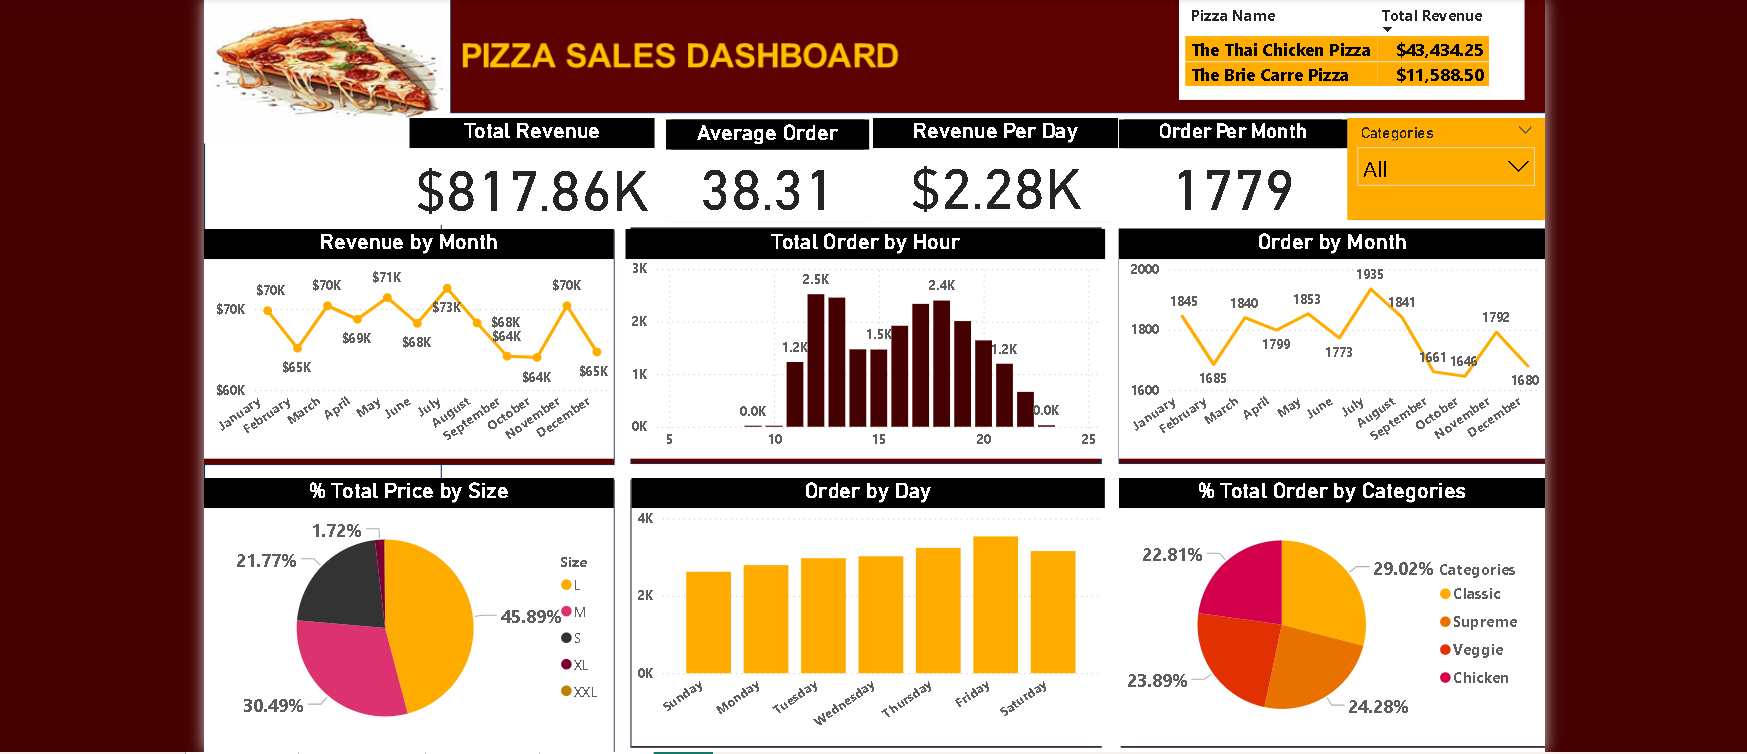 PIZZA SALES DASHBOARD
Pizza Name Total Revenue
The Thai Chicken Pizza $43,434.25
The Brie Carre Pizza $11,588.50
Total Revenue
$817.86K
Average Order
38.31
Revenue Per Day
$2.28K
Order Per Month
1779
Categories
All
Revenue by Month
$70K
$60K
$70K
$65K
$70K
$69K
$71K
$68K
$73K
$68K
$64K
$64K
$70K
$65K
January
February
March
April
May
June
July
August
September
October
November
December
Total Order by Hour
3K
2K
1K
0K
0.0K
1.2K
2.5K
1.5K
2.4K
1.2K
0.0K
5 10 15 20 25
Order by Month
2000
1800
1600
1845
1685
1840
1799
1853
1773
1935
1841
1661
1646
1792
1680
January
February
March
April
May
June
July
August
September
October
November
December
% Total Price by Size
1.72%
21.77%
45.89%
30.49%
Size
L
M
S
XL
XXL
Order by Day
4K
2K
0K
Sunday
Monday
Tuesday
Wednesday
Thursday
Friday
Saturday
% Total Order by Categories
22.81%
29.02%
23.89%
24.28%
Categories
Classic
Supreme
Veggie
Chicken